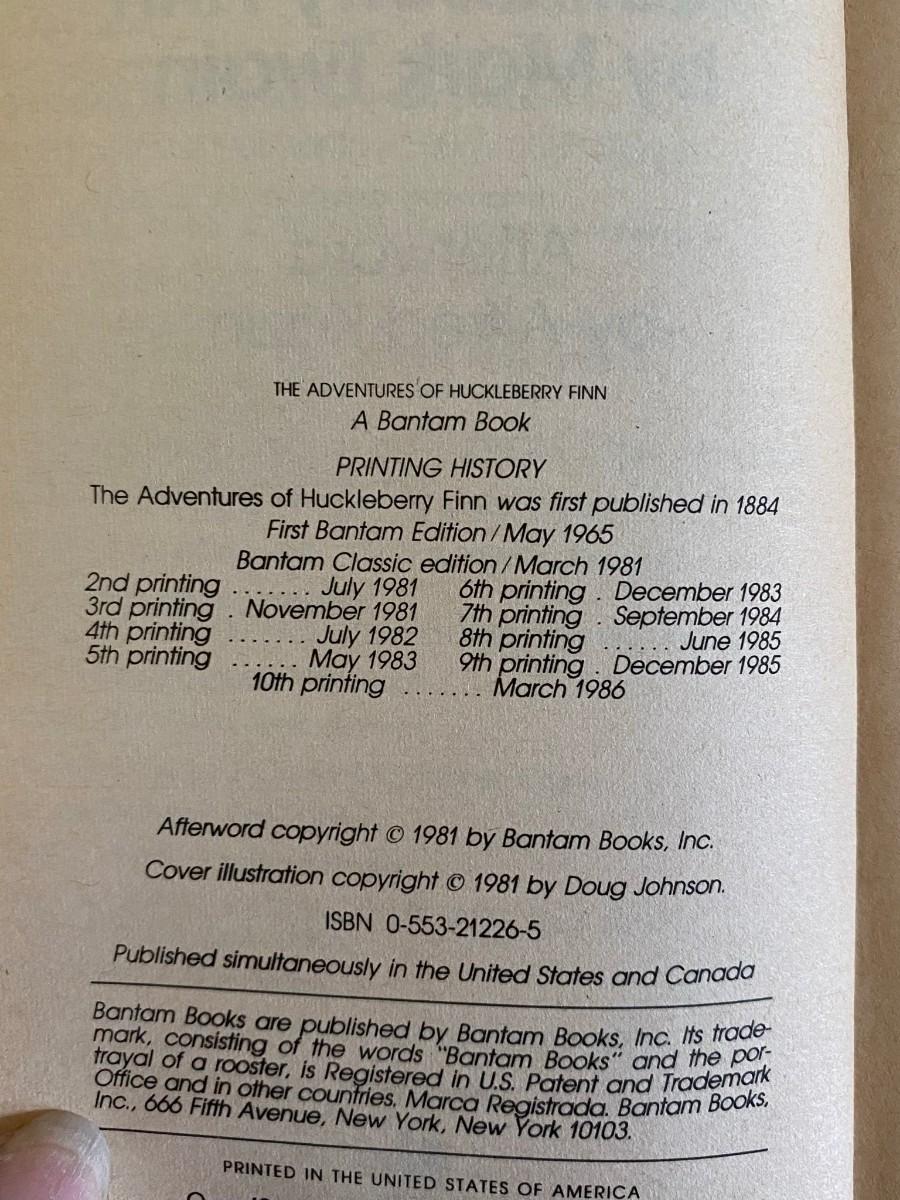 THE ADVENTURES OF HUCKLEBERRY FINN
A Bantam Book
PRINTING HISTORY
The Adventures of Huckleberry Finn was first published in 1884
First Bantam Edition / May 1965
Bantam Classic edition / March 1981
2nd printing ....... July 1981 6th printing . December 1983
3rd printing . November 1981 7th printing . September 1984
4th printing ....... July 1982 8th printing ...... June 1985
5th printing ...... May 1983 9th printing . December 1985
10th printing ....... March 1986
Afterword copyright © 1981 by Bantam Books, Inc.
Cover illustration copyright © 1981 by Doug Johnson.
ISBN 0-553-21226-5
Published simultaneously in the United States and Canada
Bantam Books are published by Bantam Books, Inc. Its trade-
mark, consisting of the words "Bantam Books" and the por-
trayal of a rooster, is Registered in U.S. Patent and Trademark
Office and in other countries. Marca Registrada. Bantam Books,
Inc., 666 Fifth Avenue, New York, New York 10103.
PRINTED IN THE UNITED STATES OF AMERICA